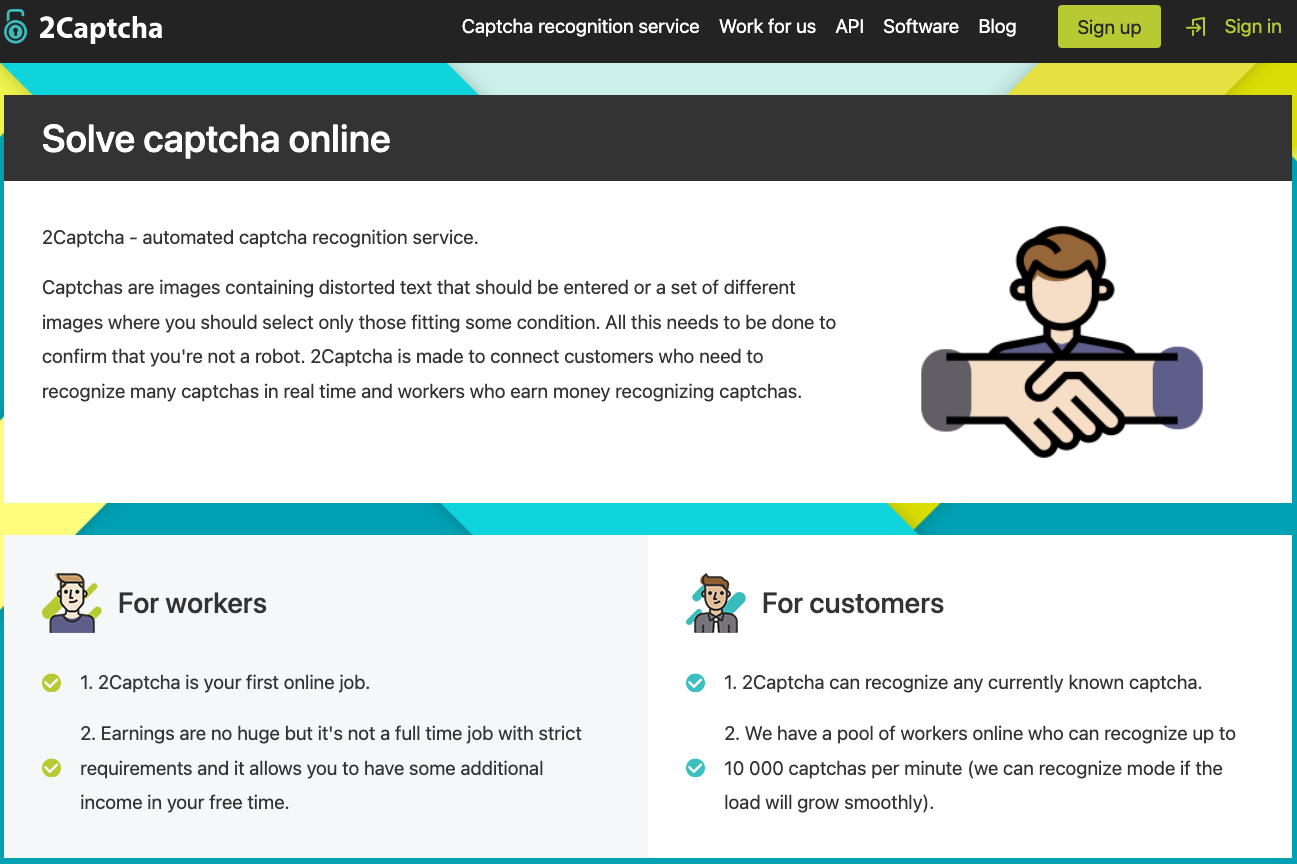 2Captcha
Captcha recognition service Work for us API Software Blog Sign up Sign in
Solve captcha online
2Captcha - automated captcha recognition service.
Captchas are images containing distorted text that should be entered or a set of different
images where you should select only those fitting some condition. All this needs to be done to
confirm that you're not a robot. 2Captcha is made to connect customers who need to
recognize many captchas in real time and workers who earn money recognizing captchas.
For workers
1. 2Captcha is your first online job.
2. Earnings are no huge but it's not a full time job with strict
requirements and it allows you to have some additional
income in your free time.
For customers
1. 2Captcha can recognize any currently known captcha.
2. We have a pool of workers online who can recognize up to
10 000 captchas per minute (we can recognize mode if the
load will grow smoothly).